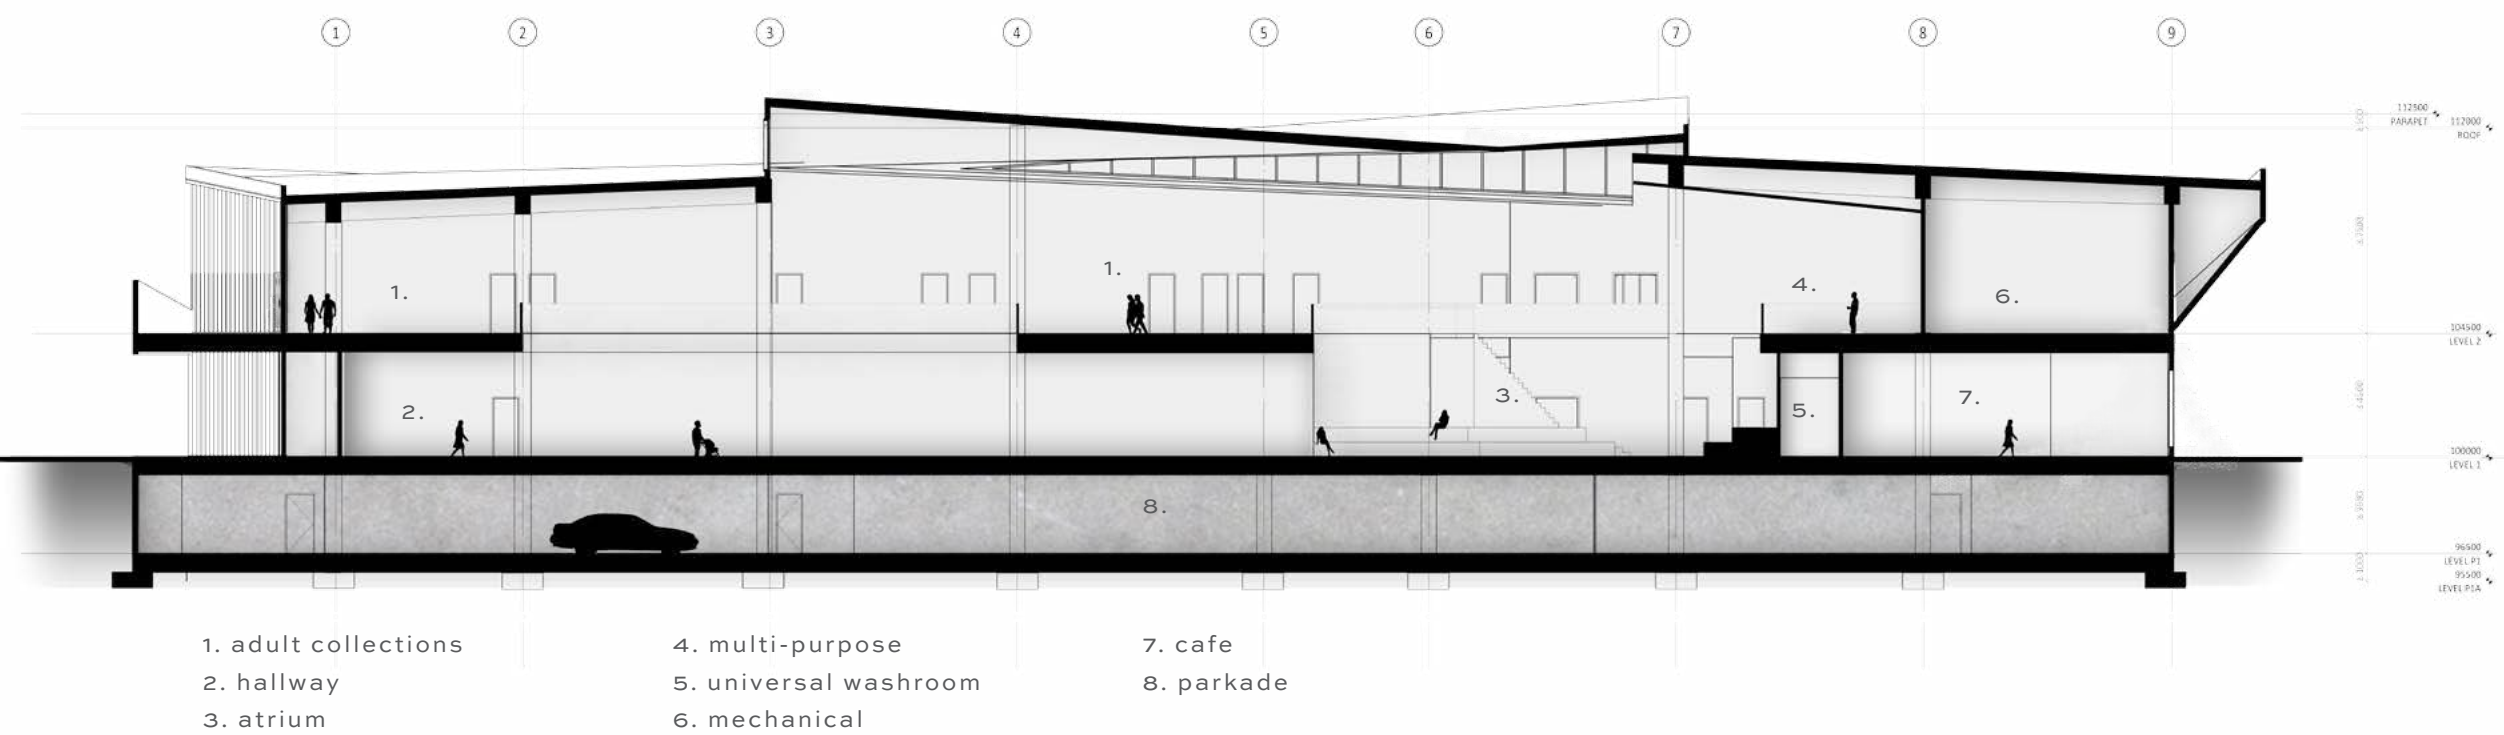 1 2 3 4 5 6 7 8 9
112500
PARAPET
112000
ROOF
1.
1.
4.
6.
104500
LEVEL 2
2.
3.
5.
7.
100000
LEVEL 1
8.
96500
LEVEL P1
95500
LEVEL P1A
1. adult collections
2. hallway
3. atrium
4. multi-purpose
5. universal washroom
6. mechanical
7. cafe
8. parkade